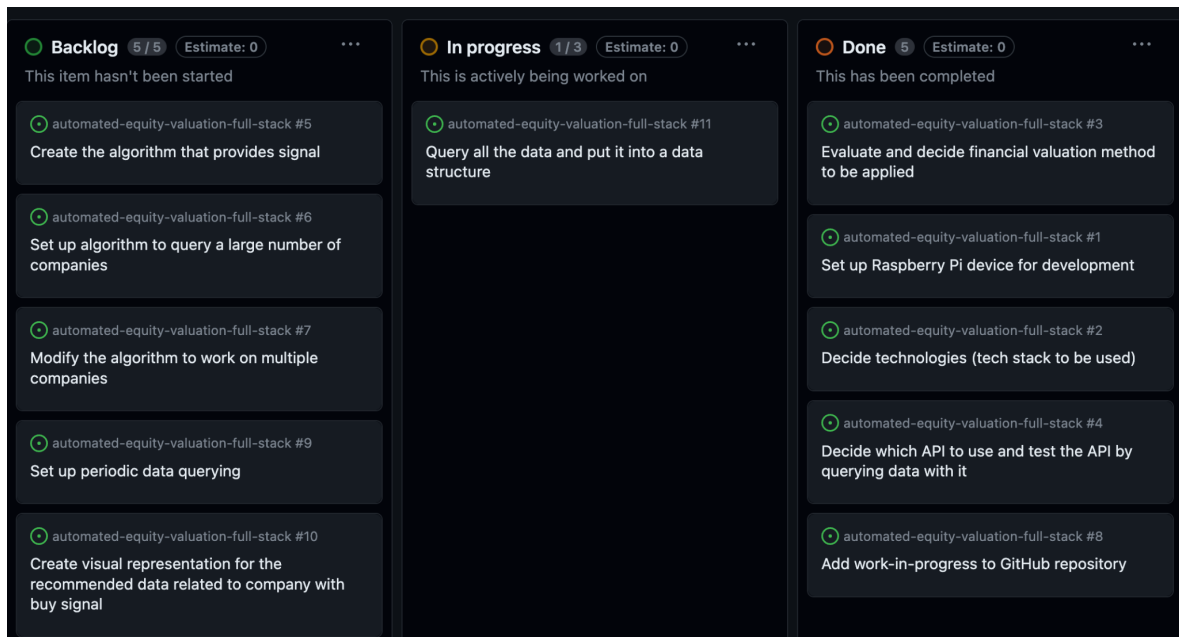 Backlog 5 / 5 Estimate: 0 ...
This item hasn't been started
automated-equity-valuation-full-stack #5
Create the algorithm that provides signal
automated-equity-valuation-full-stack #6
Set up algorithm to query a large number of
companies
automated-equity-valuation-full-stack #7
Modify the algorithm to work on multiple
companies
automated-equity-valuation-full-stack #9
Set up periodic data querying
automated-equity-valuation-full-stack #10
Create visual representation for the
recommended data related to company with
buy signal
In progress 1 / 3 Estimate: 0 ...
This is actively being worked on
automated-equity-valuation-full-stack #11
Query all the data and put it into a data
structure
Done 5 Estimate: 0 ...
This has been completed
automated-equity-valuation-full-stack #3
Evaluate and decide financial valuation method
to be applied
automated-equity-valuation-full-stack #1
Set up Raspberry Pi device for development
automated-equity-valuation-full-stack #2
Decide technologies (tech stack to be used)
automated-equity-valuation-full-stack #4
Decide which API to use and test the API by
querying data with it
automated-equity-valuation-full-stack #8
Add work-in-progress to GitHub repository